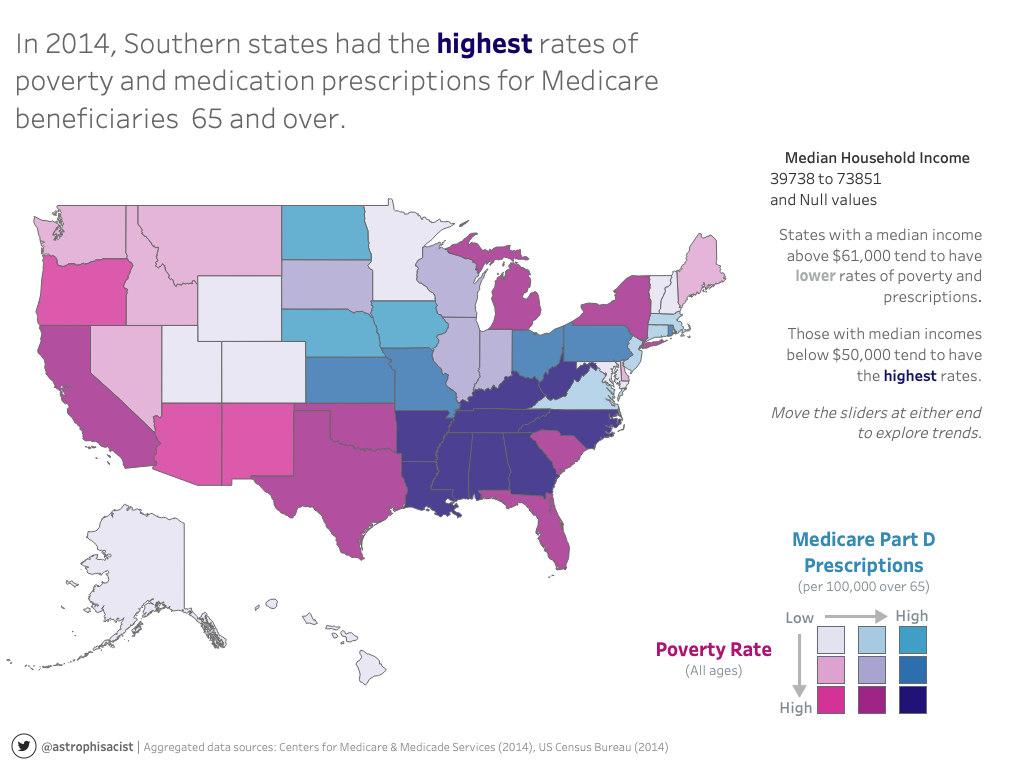 In 2014, Southern states had the highest rates of
poverty and medication prescriptions for Medicare
beneficiaries 65 and over.
Median Household Income
39738 to 73851
and Null values
States with a median income
above $61,000 tend to have
lower rates of poverty and
prescriptions.
Those with median incomes
below $50,000 tend to have
the highest rates.
Move the sliders at either end
to explore trends.
Medicare Part D
Prescriptions
(per 100,000 over 65)
Low High
Poverty Rate
(All ages)
High
@astrophisacist | Aggregated data sources: Centers for Medicare & Medicade Services (2014), US Census Bureau (2014)